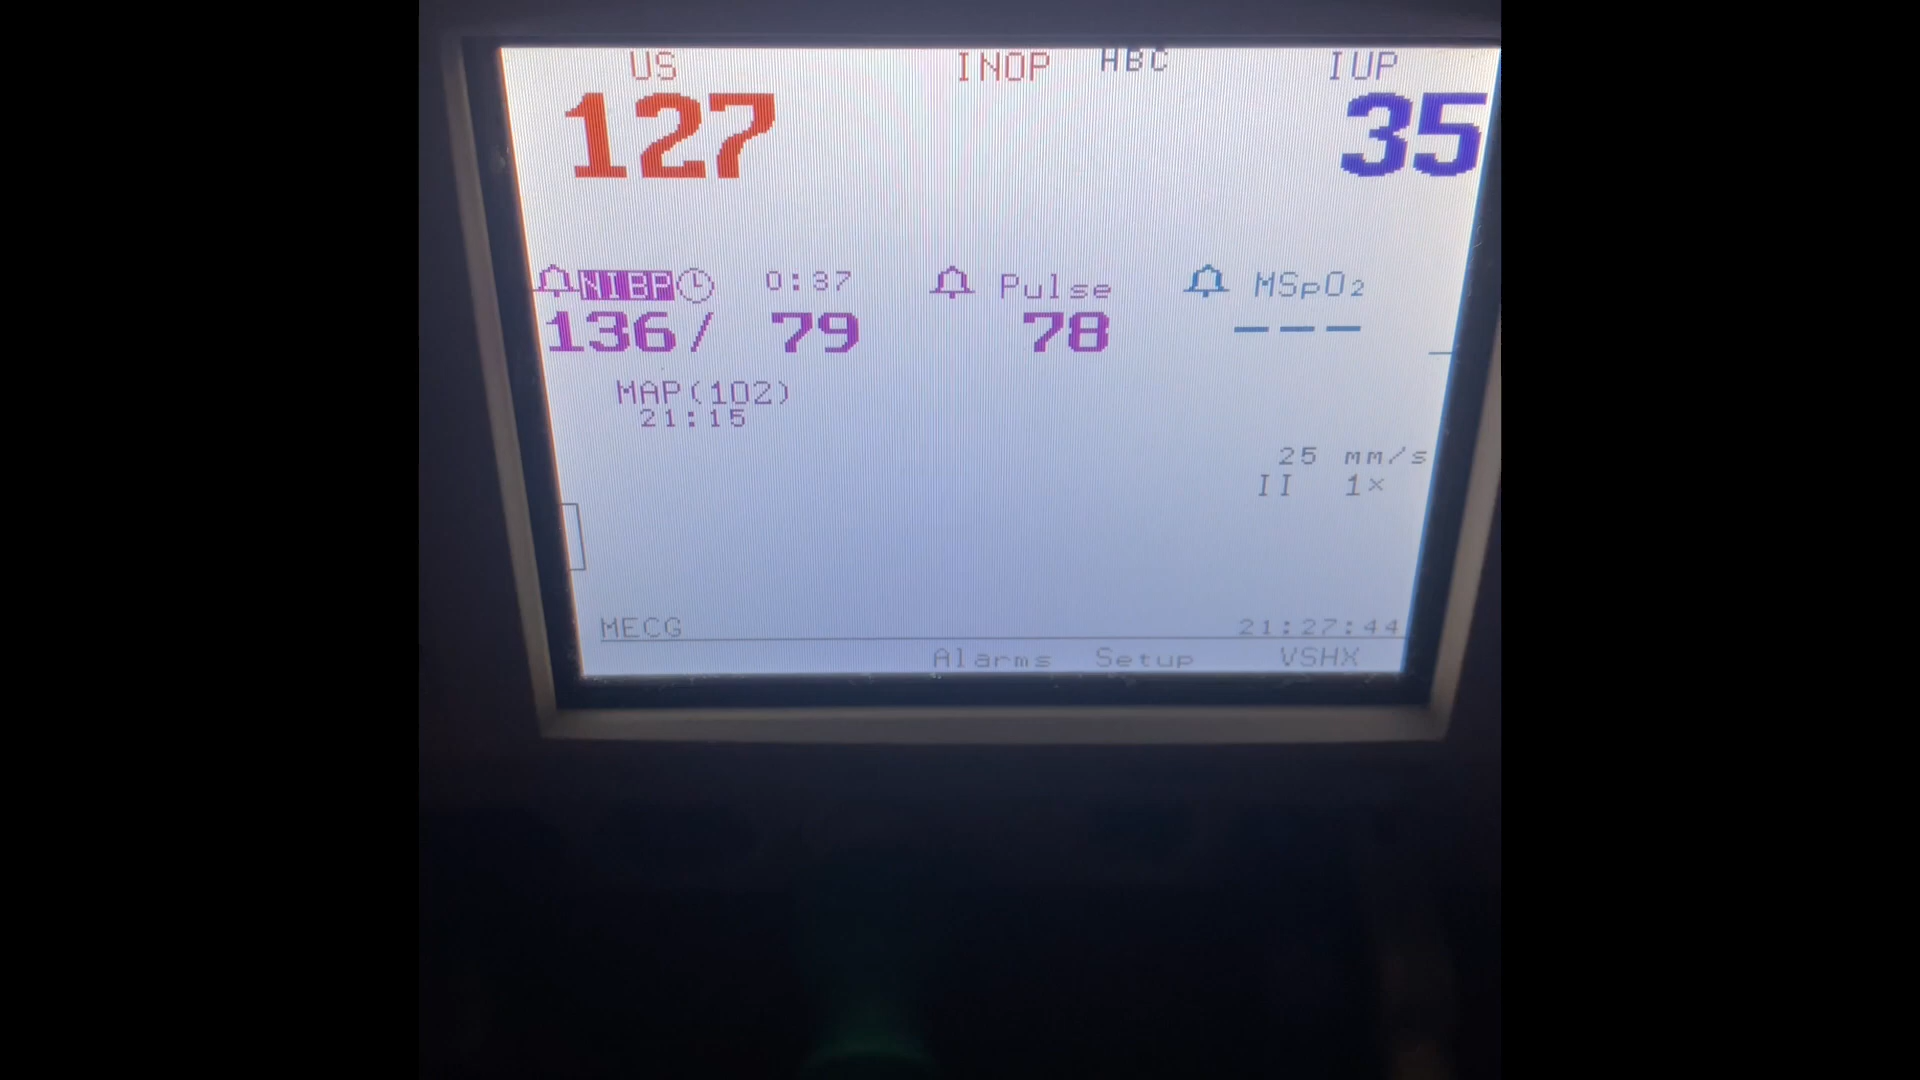 US INOP HBC IUP
127 35
NIBP 0:37 Pulse MSpO2
136/ 79 78 ---
MAP(102)
21:15
25 mm/s
II 1×
MECG 21:27:44
Alarms Setup VSHX